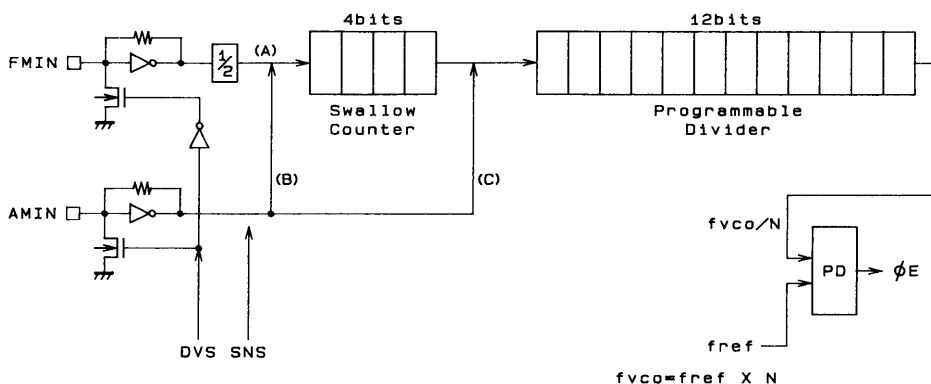 4bits
12bits
FMIN
1/2
(A)
Swallow
Counter
Programmable
Divider
(B)
(C)
AMIN
fvco/N
PD
φE
DVS
SNS
fref
fvco=fref X N